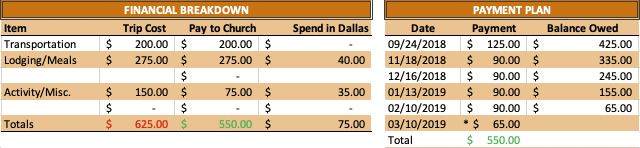 FINANCIAL BREAKDOWN
Item Trip Cost Pay to Church Spend in Dallas
Transportation $ 200.00 $ 200.00 $ -
Lodging/Meals $ 275.00 $ 275.00 $ 40.00
$ -
Activity/Misc. $ 150.00 $ 75.00 $ 35.00
$ - $ - $ -
Totals $ 625.00 $ 550.00 $ 75.00
PAYMENT PLAN
Date Payment Balance Owed
09/24/2018 $ 125.00 $ 425.00
11/18/2018 $ 90.00 $ 335.00
12/16/2018 $ 90.00 $ 245.00
01/13/2019 $ 90.00 $ 155.00
02/10/2019 $ 90.00 $ 65.00
03/10/2019 * $ 65.00
Total $ 550.00